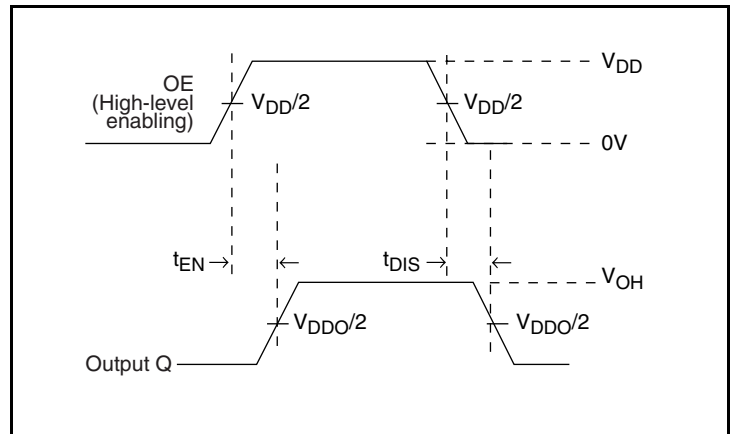 V_DD
OE
(High-level
enabling)
V_DD/2
V_DD/2
0V
t_EN
t_DIS
V_OH
V_DDO/2
V_DDO/2
Output Q